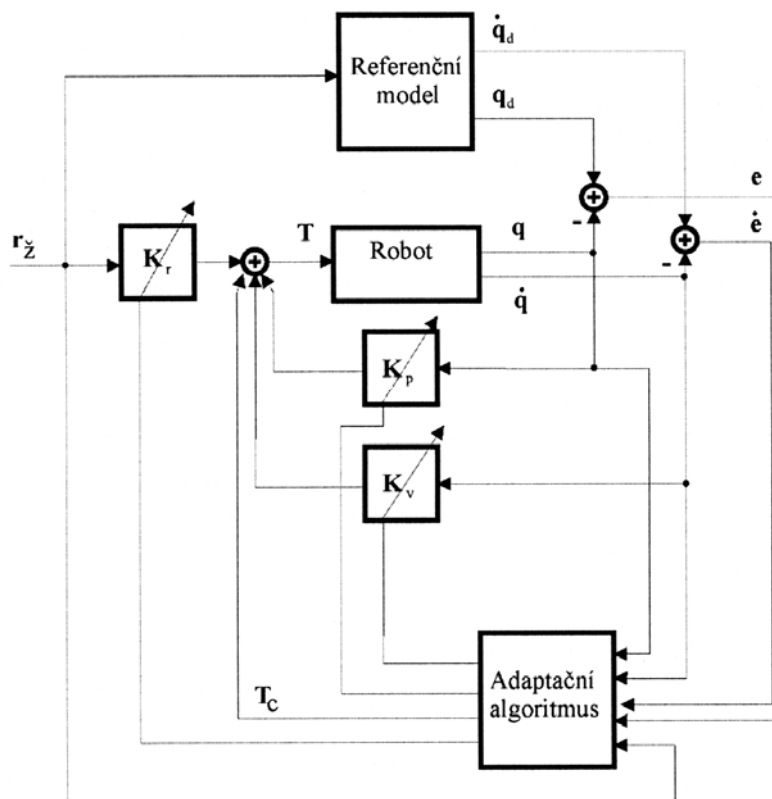 q̇d
Referenční
model
qd
e
rž
Kr
T
Robot
q
ė
q̇
Kp
Kv
Tc
Adaptační
algoritmus